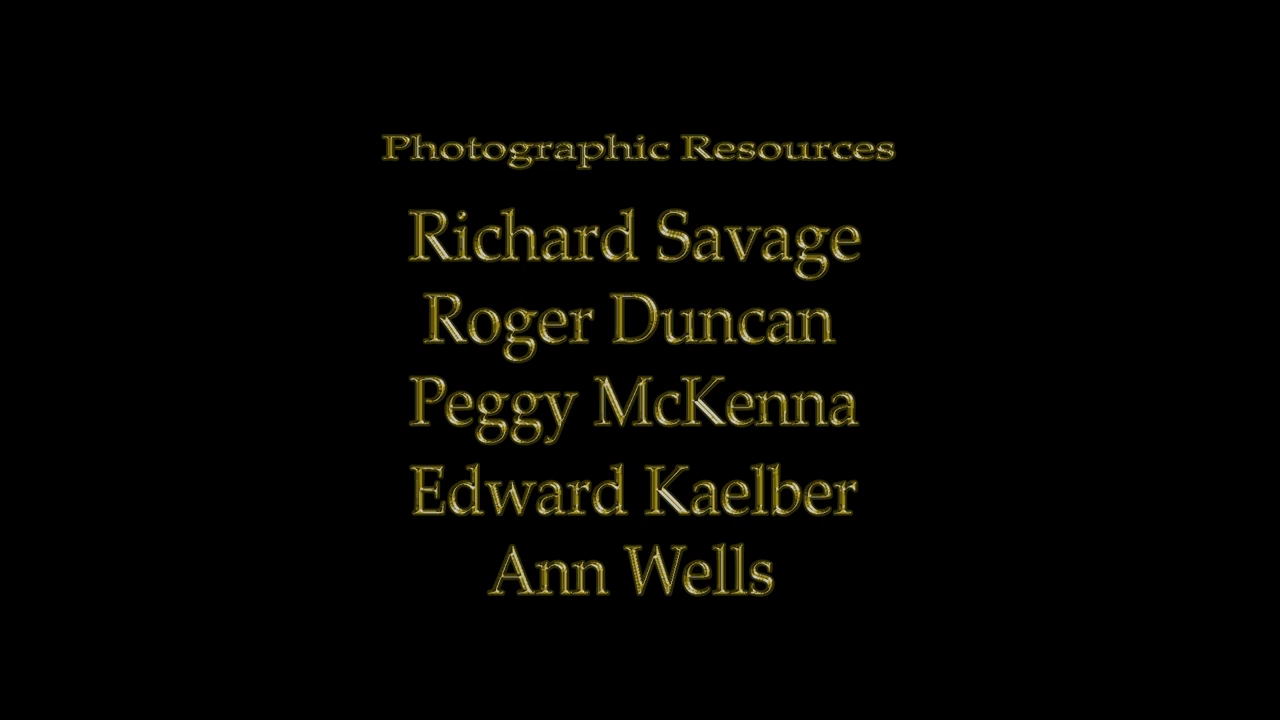 Photographic Resources
Richard Savage
Roger Duncan
Peggy McKenna
Edward Kaelber
Ann Wells